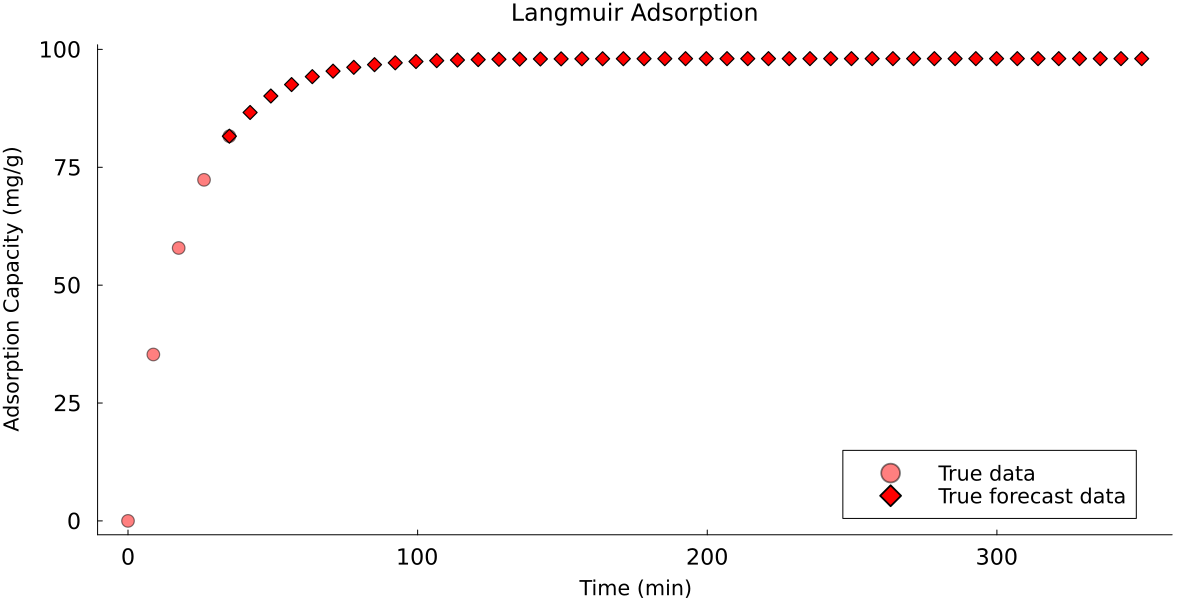 Langmuir Adsorption
Adsorption Capacity (mg/g)
100
75
50
25
0
True data
True forecast data
0
100
200
300
Time (min)